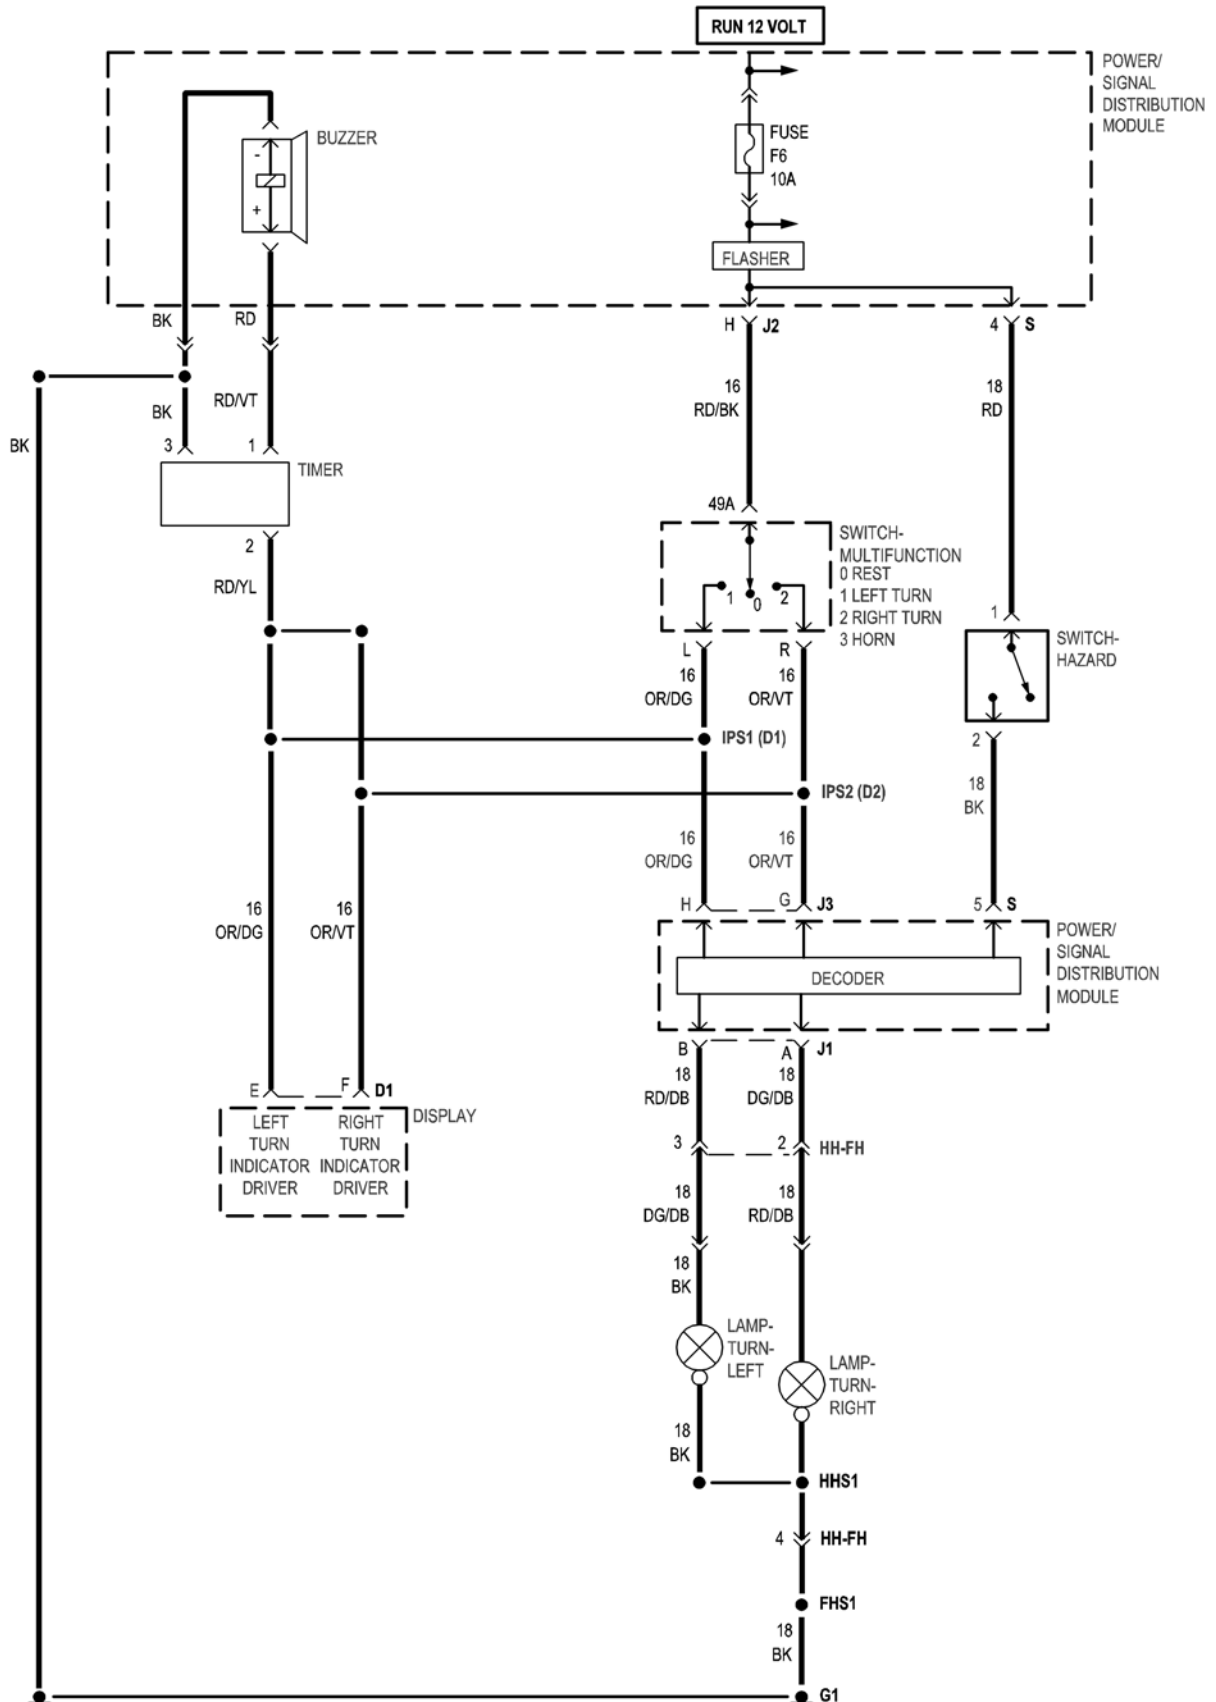 RUN 12 VOLT
POWER/
SIGNAL
DISTRIBUTION
MODULE
BUZZER
-
+
FUSE
F6
10A
FLASHER
BK
RD
H
J2
4
S
BK
RD/VT
16
RD/BK
18
RD
BK
3
1
TIMER
49A
2
RD/YL
SWITCH-
MULTIFUNCTION
0 REST
1 LEFT TURN
2 RIGHT TURN
3 HORN
1
0
2
1
SWITCH-
HAZARD
L
R
16
OR/DG
16
OR/VT
IPS1 (D1)
2
IPS2 (D2)
18
BK
16
OR/DG
16
OR/VT
16
OR/DG
16
OR/VT
H
G
J3
5
S
POWER/
SIGNAL
DISTRIBUTION
MODULE
DECODER
B
A
J1
18
RD/DB
18
DG/DB
E
F
D1
DISPLAY
LEFT
TURN
INDICATOR
DRIVER
RIGHT
TURN
INDICATOR
DRIVER
3
2
HH-FH
18
DG/DB
18
RD/DB
18
BK
LAMP-
TURN-
LEFT
LAMP-
TURN-
RIGHT
18
BK
HHS1
4
HH-FH
FHS1
18
BK
G1